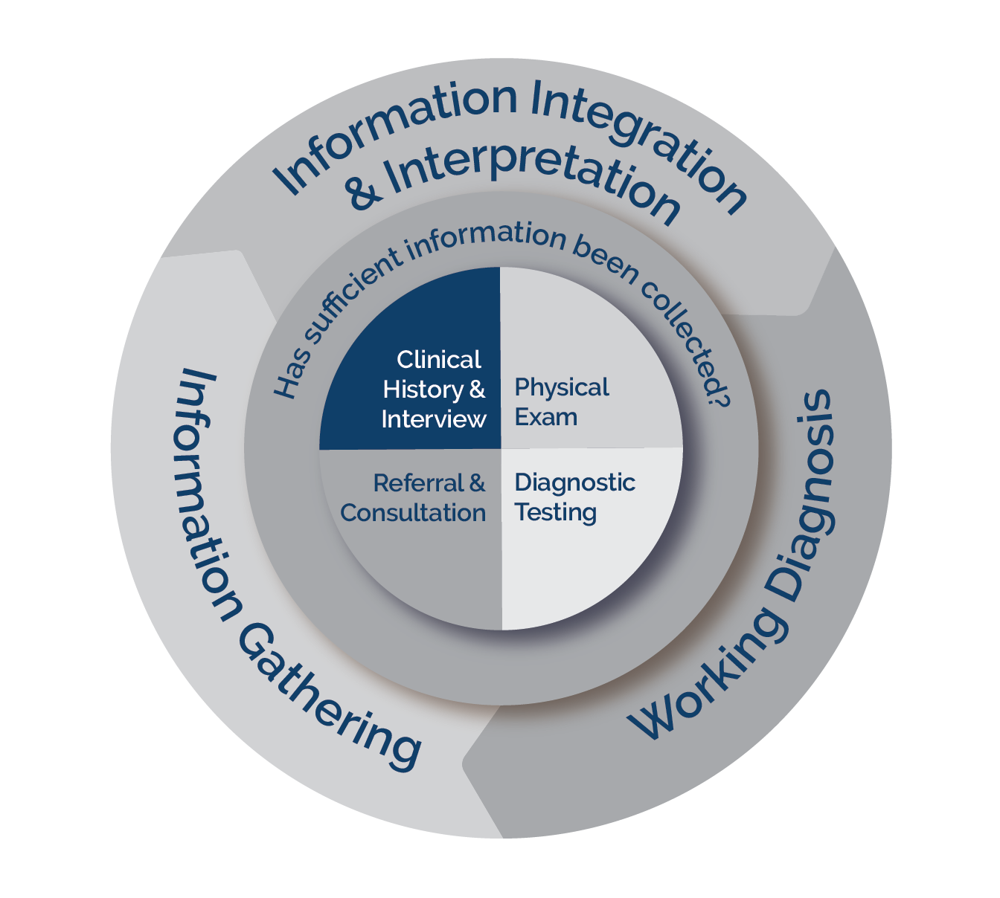 Information Integration
& Interpretation
Has sufficient information been collected?
Clinical
History &
Interview
Physical
Exam
Referral &
Consultation
Diagnostic
Testing
Information Gathering
Working Diagnosis